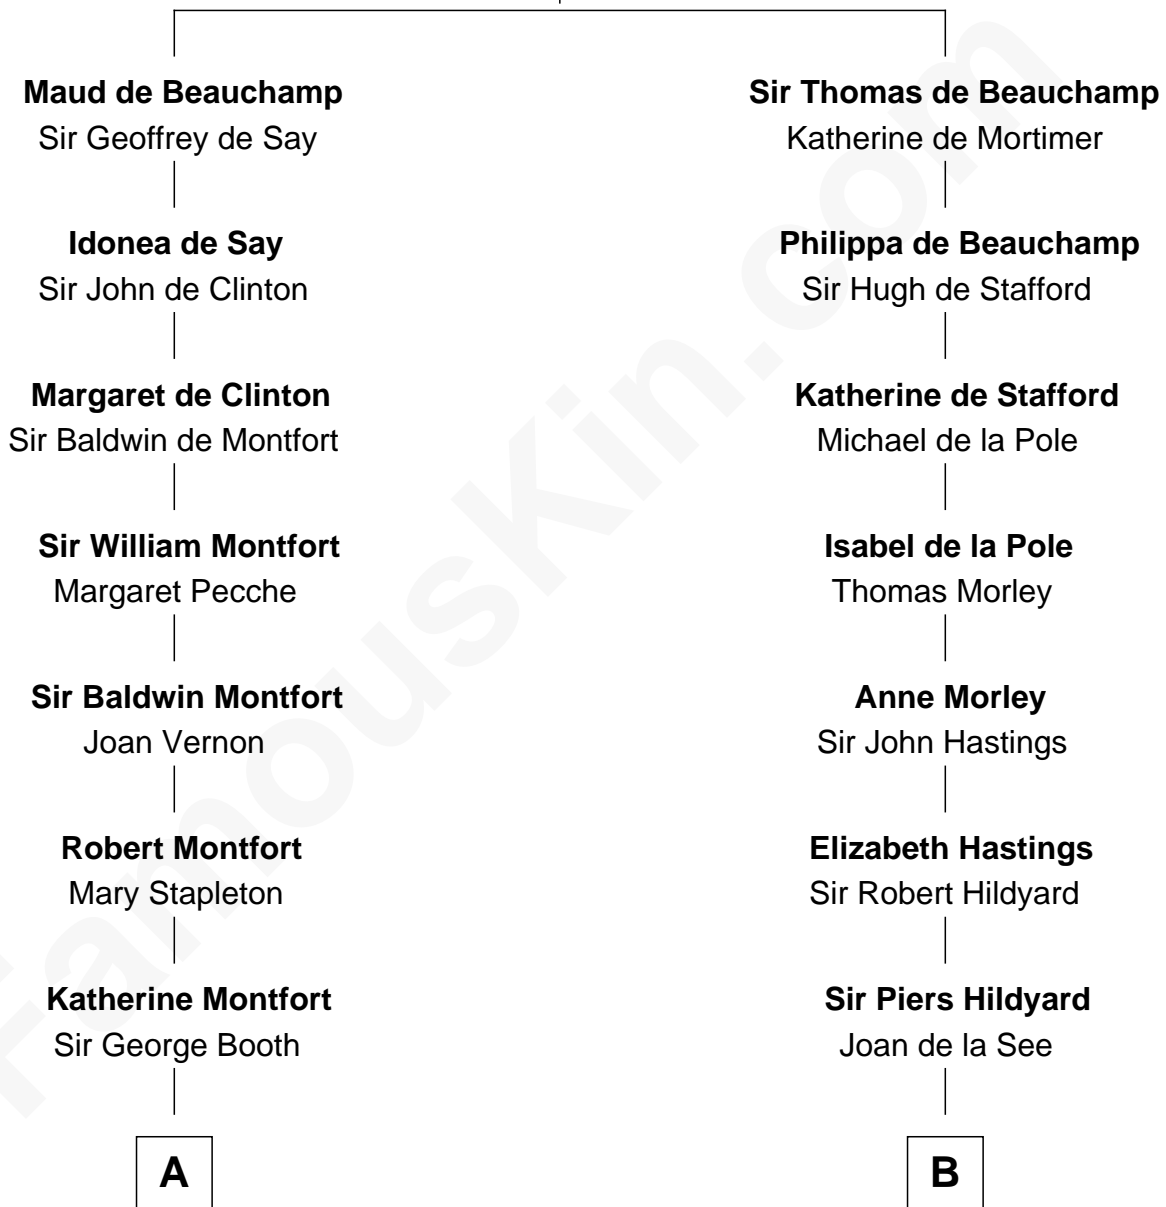 Maud de Beauchamp
Sir Geoffrey de Say
Idonea de Say
Sir John de Clinton
Margaret de Clinton
Sir Baldwin de Montfort
Sir William Montfort
Margaret Pecche
Sir Baldwin Montfort
Joan Vernon
Robert Montfort
Mary Stapleton
Katherine Montfort
Sir George Booth
A
Sir Thomas de Beauchamp
Katherine de Mortimer
Philippa de Beauchamp
Sir Hugh de Stafford
Katherine de Stafford
Michael de la Pole
Isabel de la Pole
Thomas Morley
Anne Morley
Sir John Hastings
Elizabeth Hastings
Sir Robert Hildyard
Sir Piers Hildyard
Joan de la See
B
FamousKin.com